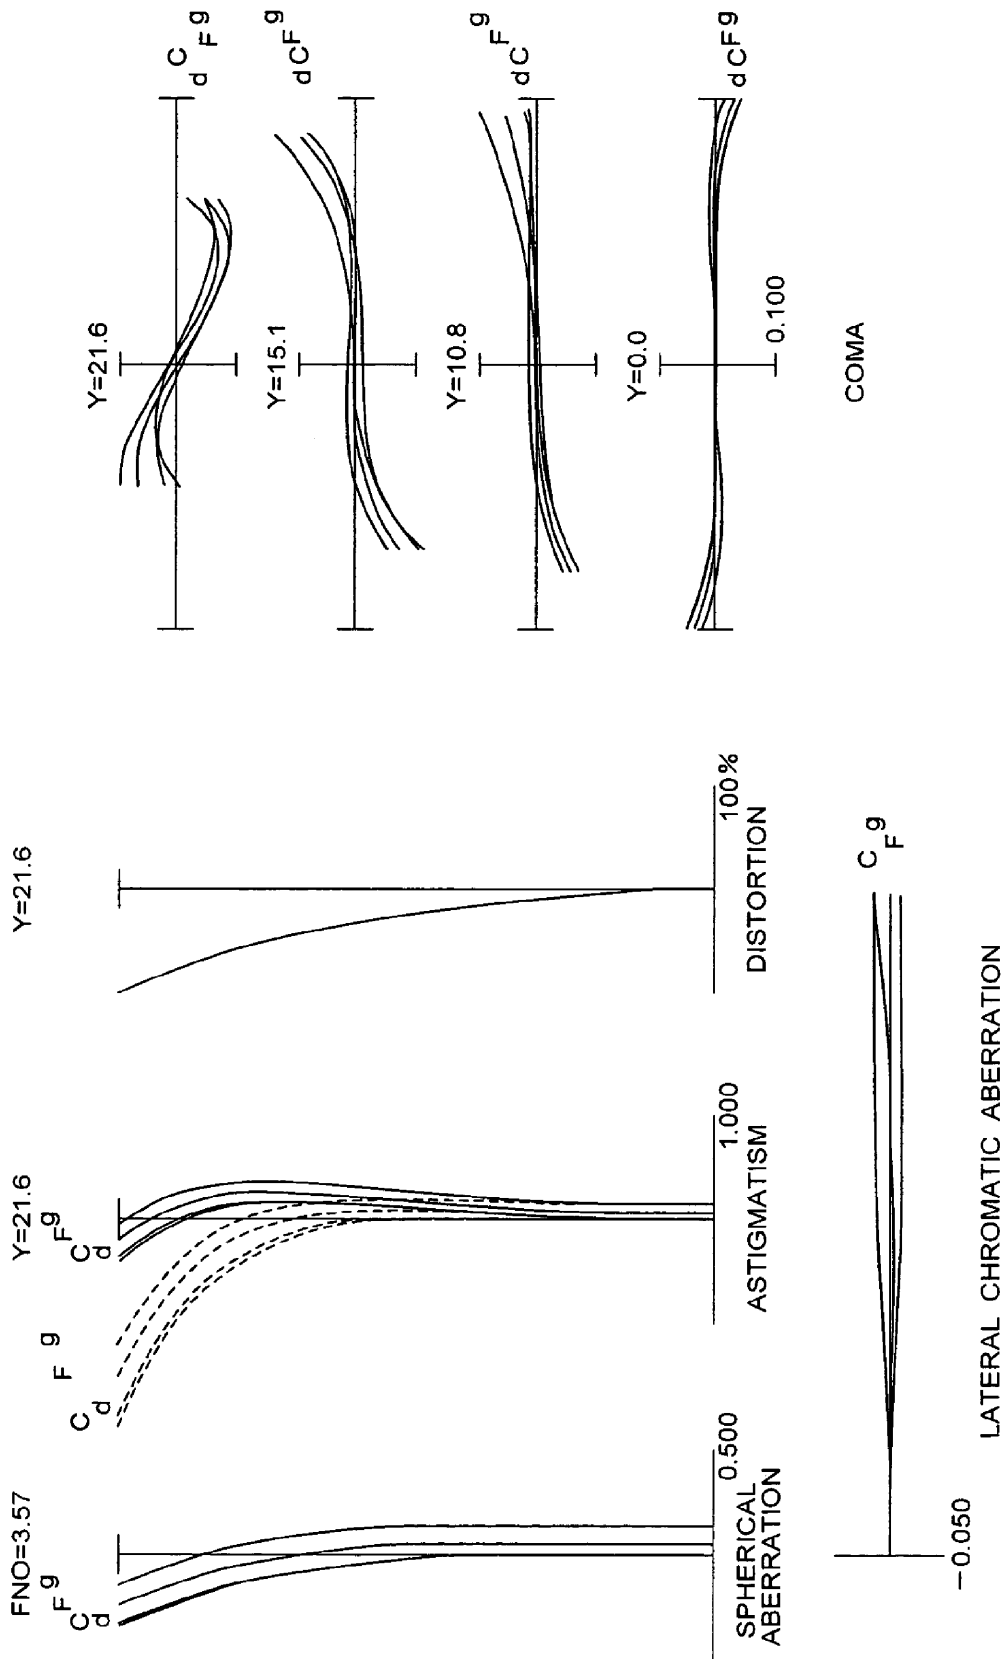 FNO=3.57
C d F g
SPHERICAL
ABERRATION
0.500
Y=21.6
C d F g
C d F g
ASTIGMATISM
1.000
Y=21.6
DISTORTION
100%
Y=21.6
d C F g
Y=15.1
d C F g
Y=10.8
d C F g
Y=0.0
d C F g
0.100
COMA
−0.050
C F g
LATERAL CHROMATIC ABERRATION